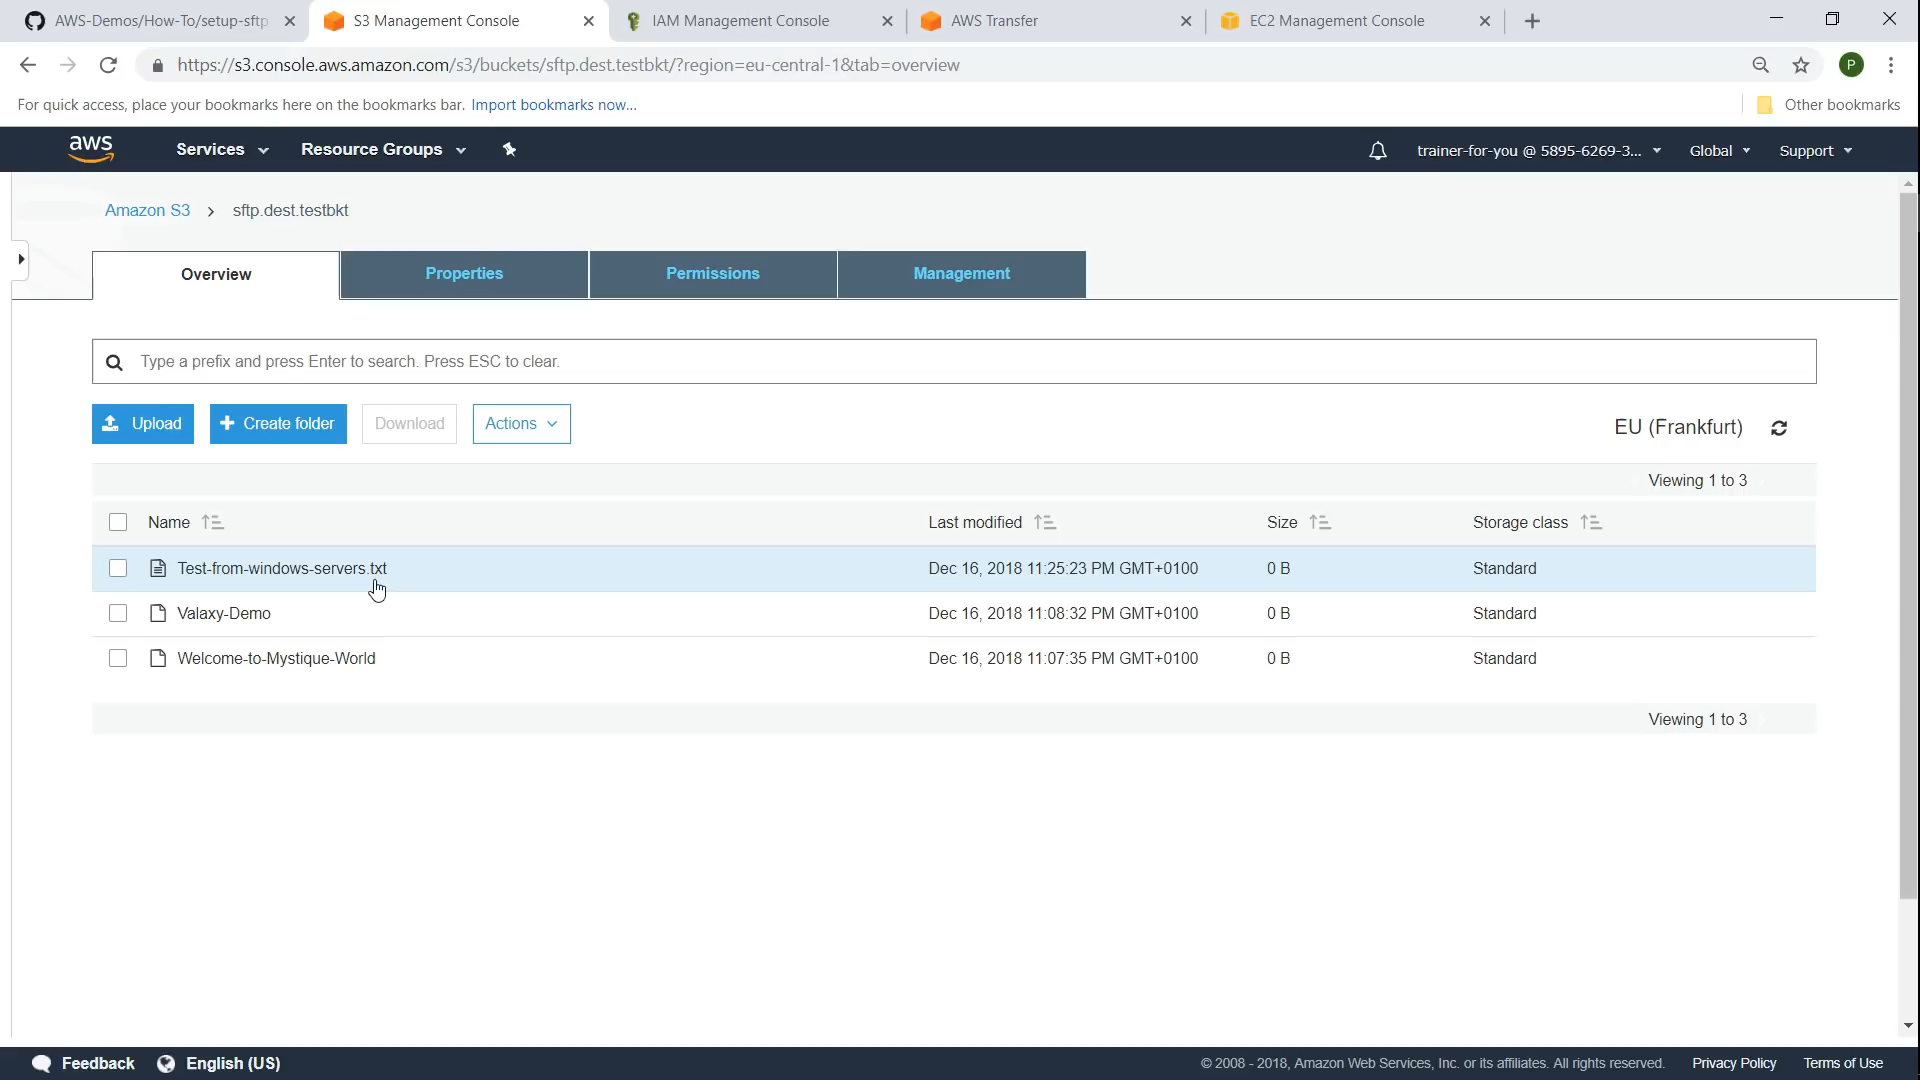 AWS-Demos/How-To/setup-sftp
S3 Management Console
IAM Management Console
AWS Transfer
EC2 Management Console
https://s3.console.aws.amazon.com/s3/buckets/sftp.dest.testbkt/?region=eu-central-1&tab=overview
P
For quick access, place your bookmarks here on the bookmarks bar. Import bookmarks now...
Other bookmarks
aws Services Resource Groups trainer-for-you @ 5895-6269-3... Global Support
Amazon S3 > sftp.dest.testbkt
Overview Properties Permissions Management
Type a prefix and press Enter to search. Press ESC to clear.
Upload + Create folder Download Actions EU (Frankfurt)
Viewing 1 to 3
Name Last modified Size Storage class
Test-from-windows-servers.txt Dec 16, 2018 11:25:23 PM GMT+0100 0 B Standard
Valaxy-Demo Dec 16, 2018 11:08:32 PM GMT+0100 0 B Standard
Welcome-to-Mystique-World Dec 16, 2018 11:07:35 PM GMT+0100 0 B Standard
Viewing 1 to 3
Feedback English (US) © 2008 - 2018, Amazon Web Services, Inc. or its affiliates. All rights reserved. Privacy Policy Terms of Use